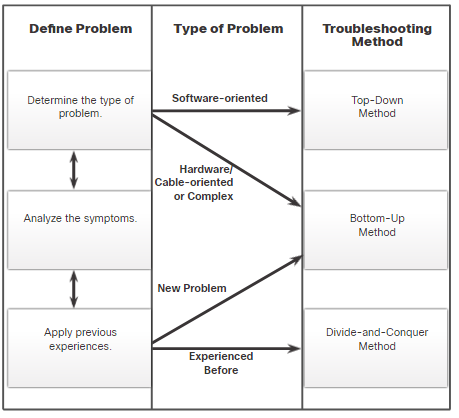 Define Problem
Type of Problem
Troubleshooting
Method
Determine the type of
problem.
Software-oriented
Top-Down
Method
Hardware/
Cable-oriented
or Complex
Analyze the symptoms.
Bottom-Up
Method
New Problem
Apply previous
experiences.
Experienced
Before
Divide-and-Conquer
Method